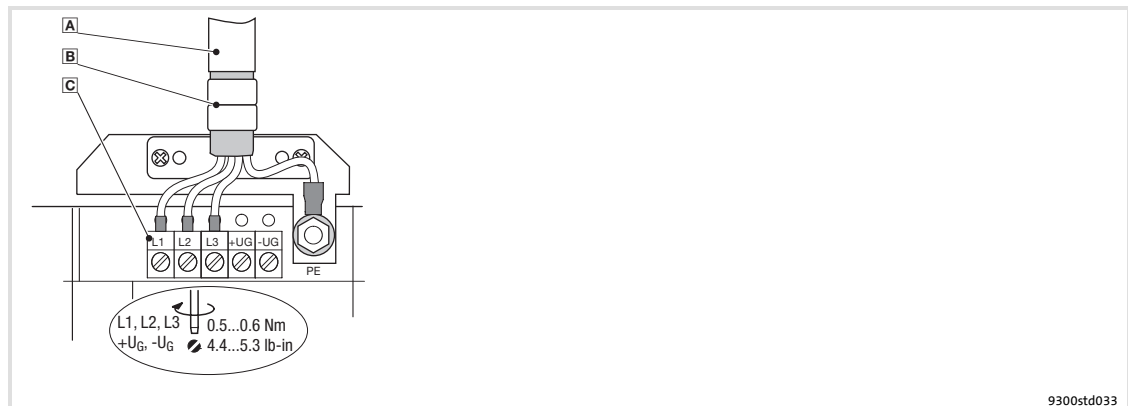 A
B
C
L1 L2 L3 +UG -UG
PE
L1, L2, L3 0.5...0.6 Nm
+UG, -UG 4.4...5.3 lb-in
9300std033